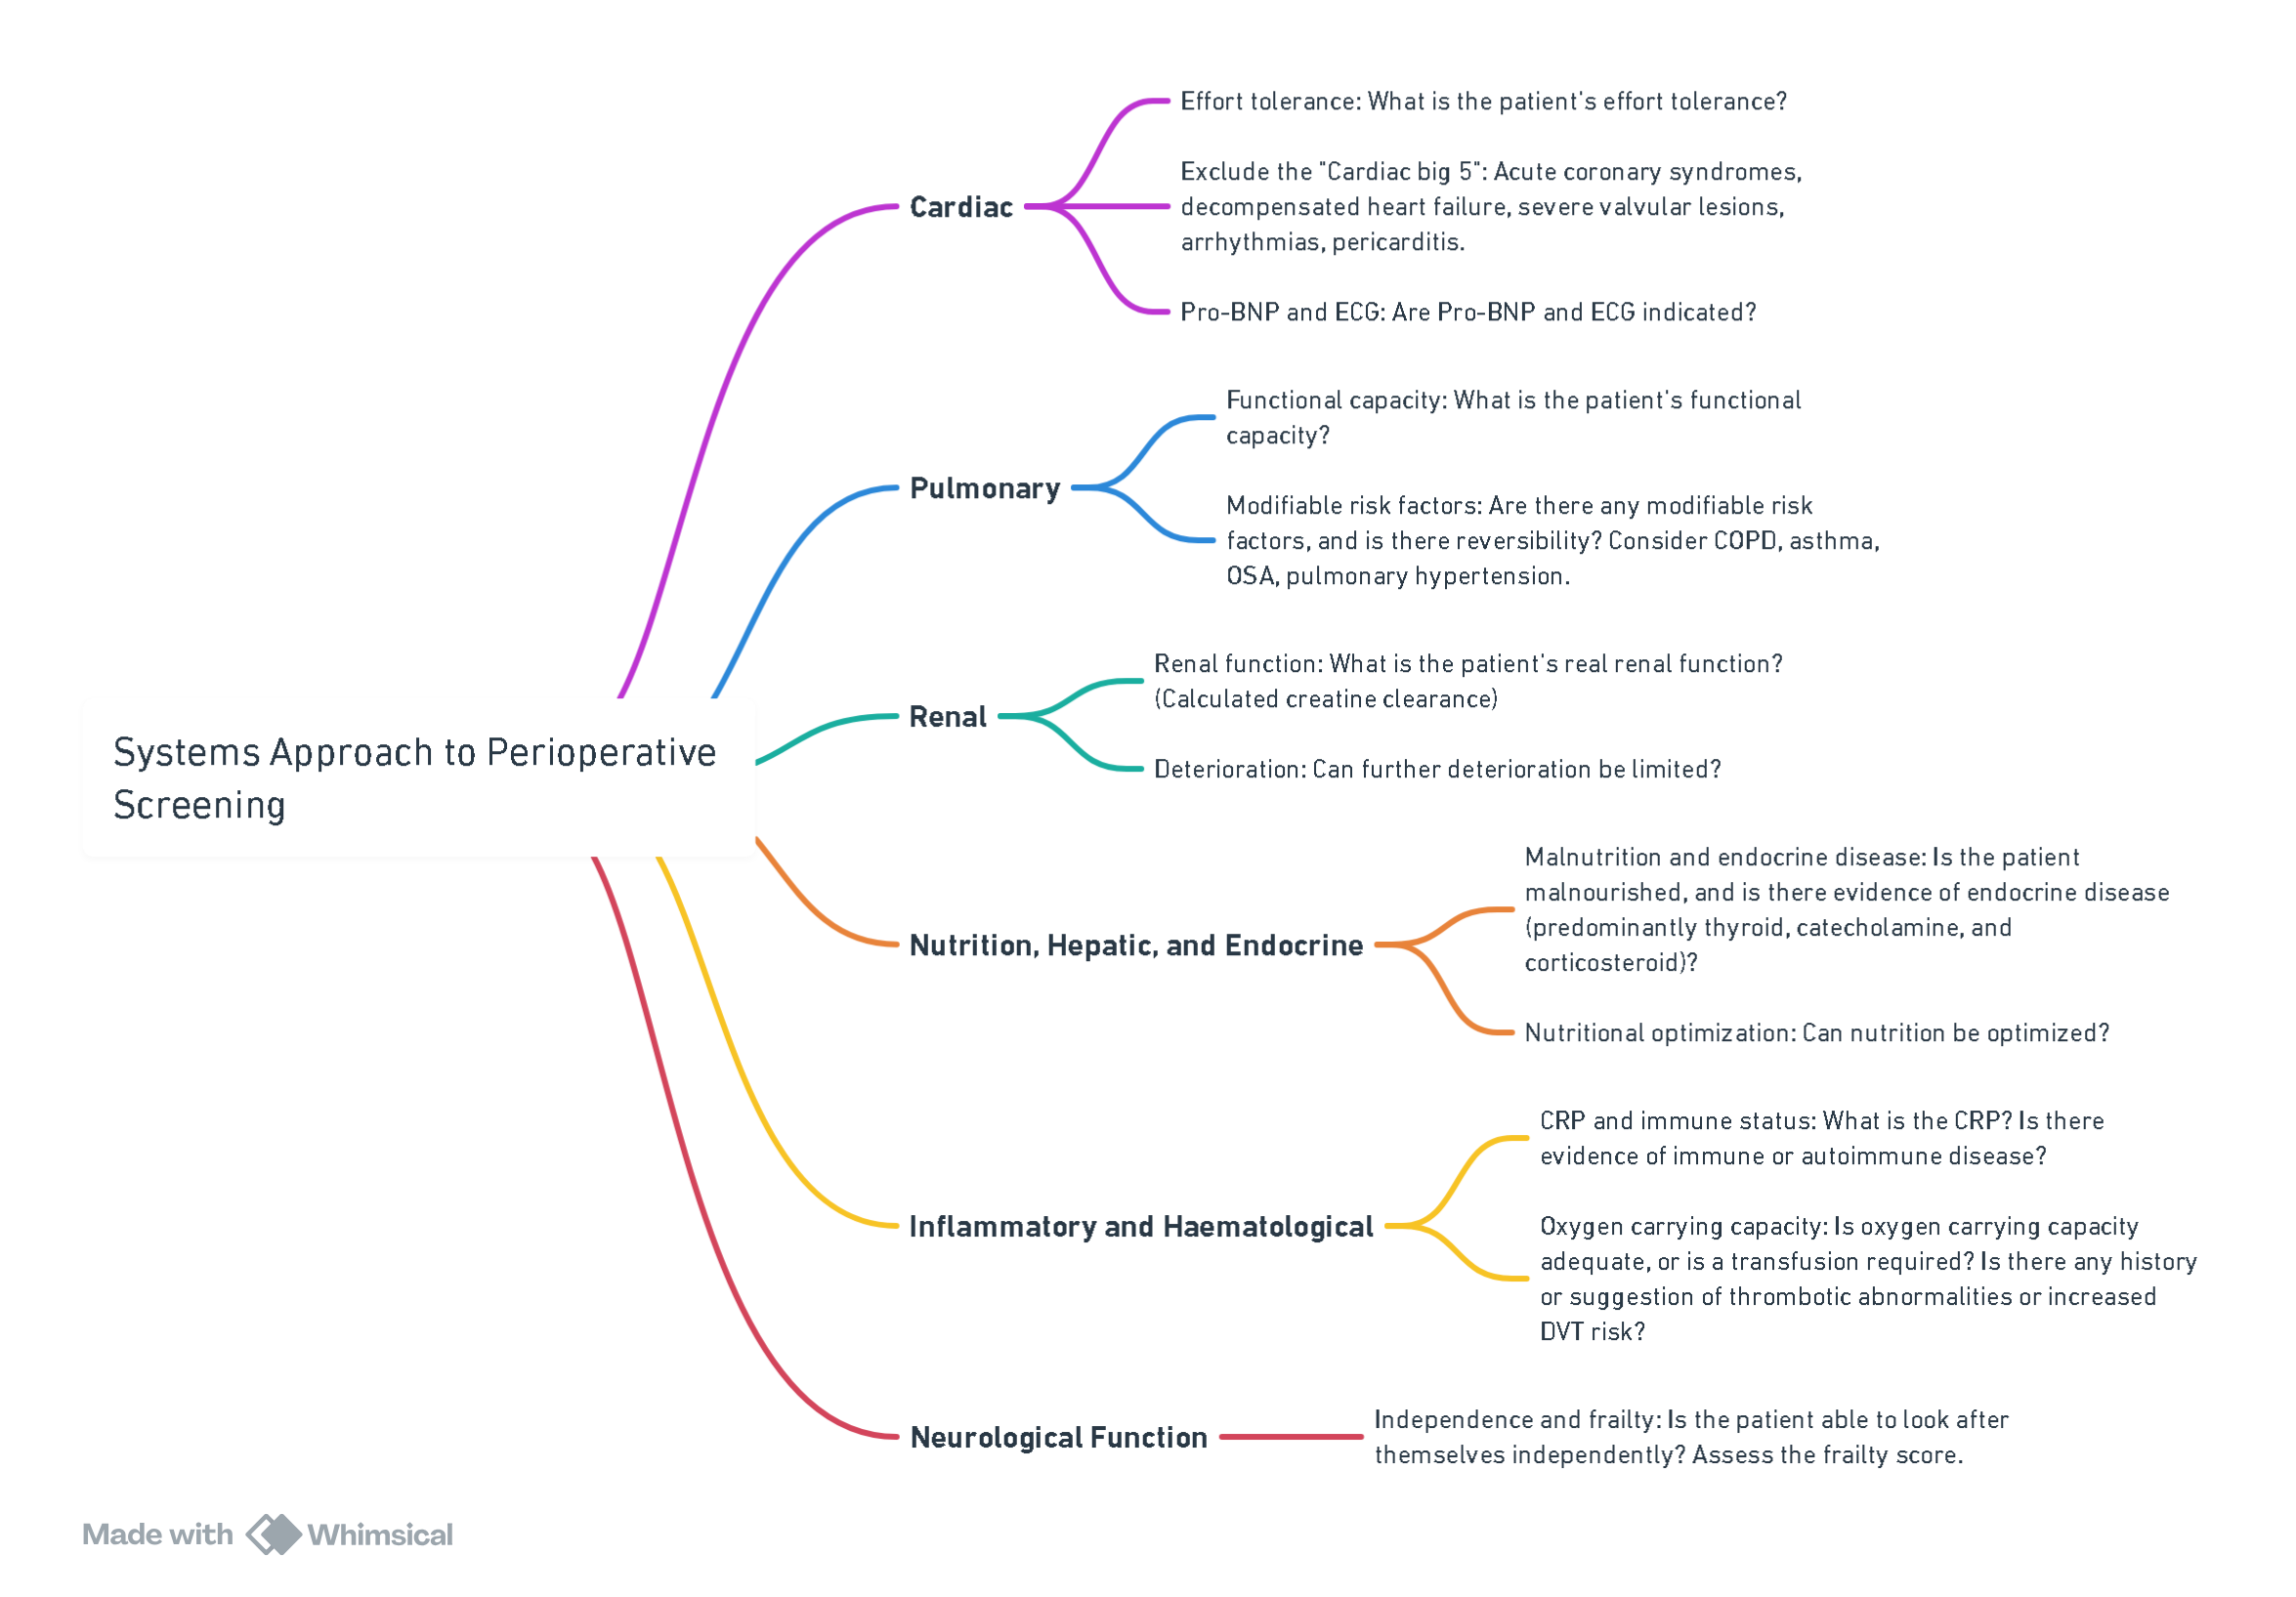 Systems Approach to Perioperative
Screening
Cardiac
Effort tolerance: What is the patient's effort tolerance?
Exclude the "Cardiac big 5": Acute coronary syndromes,
decompensated heart failure, severe valvular lesions,
arrhythmias, pericarditis.
Pro-BNP and ECG: Are Pro-BNP and ECG indicated?
Pulmonary
Functional capacity: What is the patient's functional
capacity?
Modifiable risk factors: Are there any modifiable risk
factors, and is there reversibility? Consider COPD, asthma,
OSA, pulmonary hypertension.
Renal
Renal function: What is the patient's real renal function?
(Calculated creatine clearance)
Deterioration: Can further deterioration be limited?
Nutrition, Hepatic, and Endocrine
Malnutrition and endocrine disease: Is the patient
malnourished, and is there evidence of endocrine disease
(predominantly thyroid, catecholamine, and
corticosteroid)?
Nutritional optimization: Can nutrition be optimized?
Inflammatory and Haematological
CRP and immune status: What is the CRP? Is there
evidence of immune or autoimmune disease?
Oxygen carrying capacity: Is oxygen carrying capacity
adequate, or is a transfusion required? Is there any history
or suggestion of thrombotic abnormalities or increased
DVT risk?
Neurological Function
Independence and frailty: Is the patient able to look after
themselves independently? Assess the frailty score.
Made with Whimsical